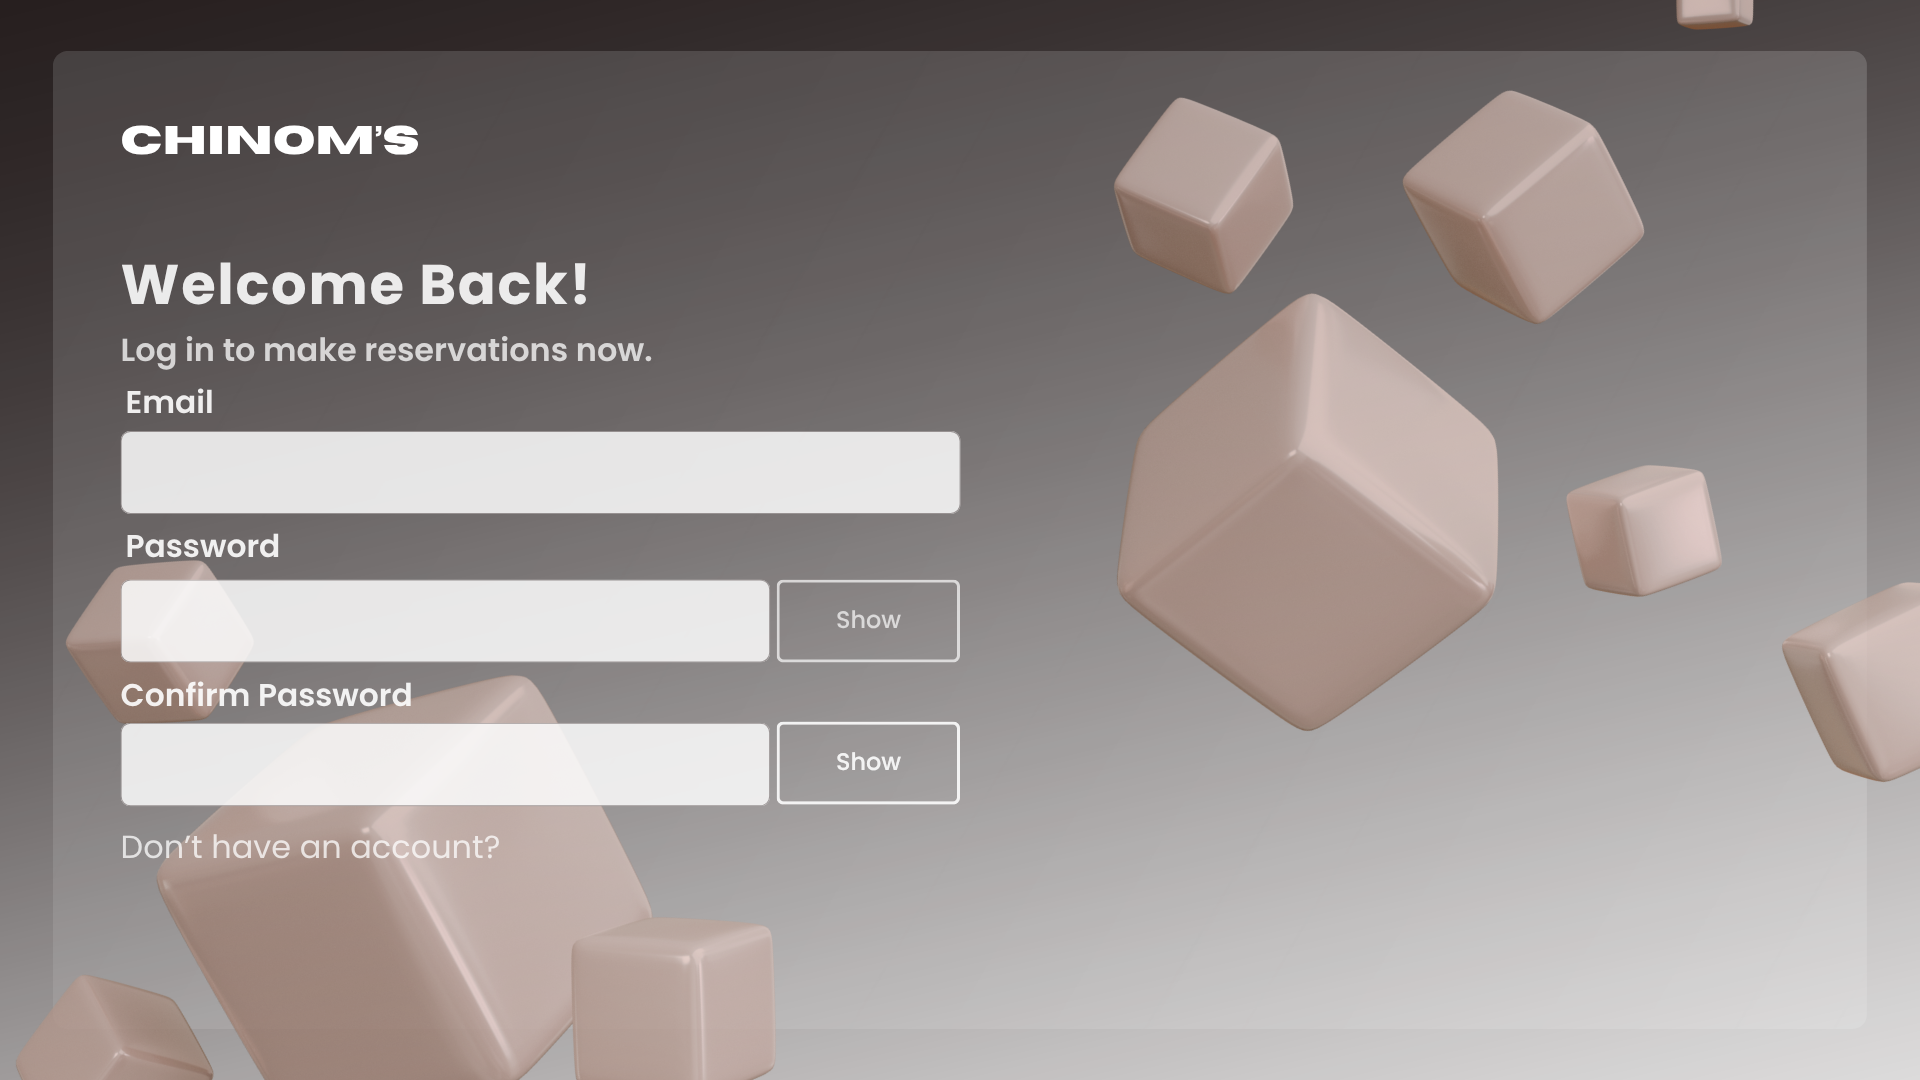 CHINOM’S
Welcome Back!
Log in to make reservations now.
Email
Password
Show
Confirm Password
Show
Don’t have an account?